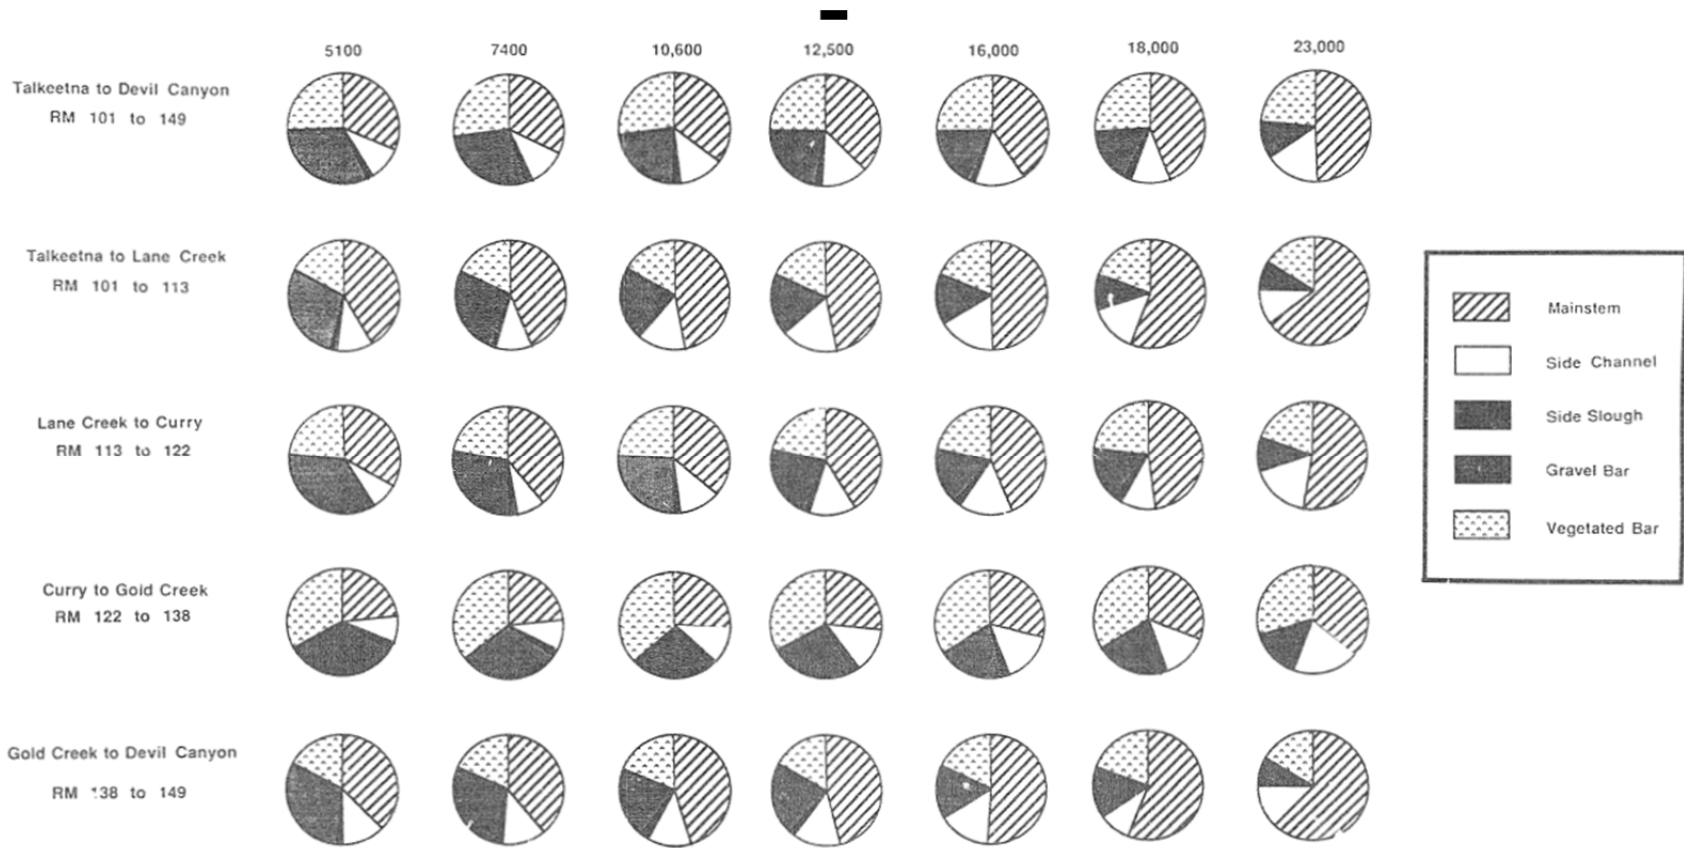 5100 7400 10,600 12,500 16,000 18,000 23,000
Talkeetna to Devil Canyon
RM 101 to 149
Talkeetna to Lane Creek
RM 101 to 113
Lane Creek to Curry
RM 113 to 122
Curry to Gold Creek
RM 122 to 138
Gold Creek to Devil Canyon
RM 138 to 149
Mainstem
Side Channel
Side Slough
Gravel Bar
Vegetated Bar